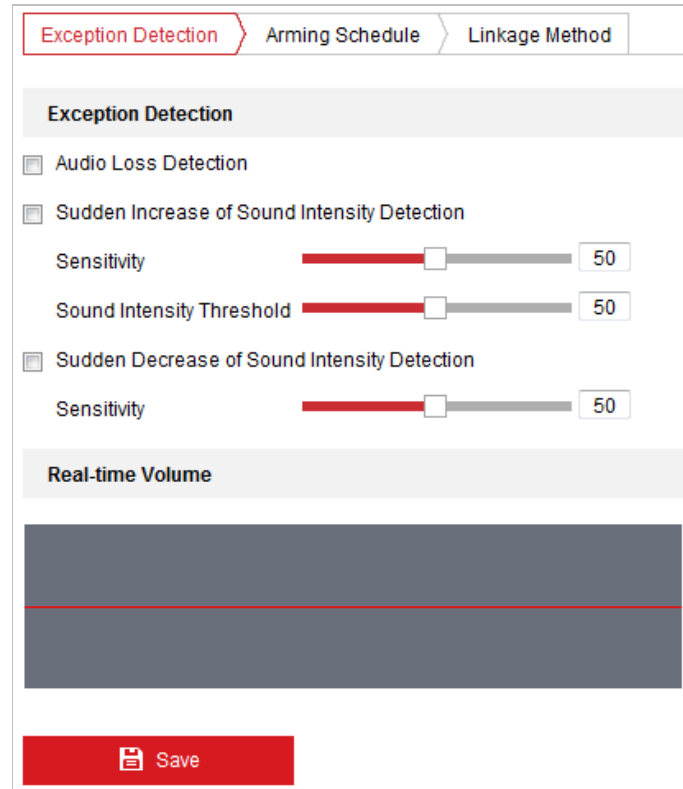 Exception Detection Arming Schedule Linkage Method
Exception Detection
Audio Loss Detection
Sudden Increase of Sound Intensity Detection
Sensitivity 50
Sound Intensity Threshold 50
Sudden Decrease of Sound Intensity Detection
Sensitivity 50
Real-time Volume
Save